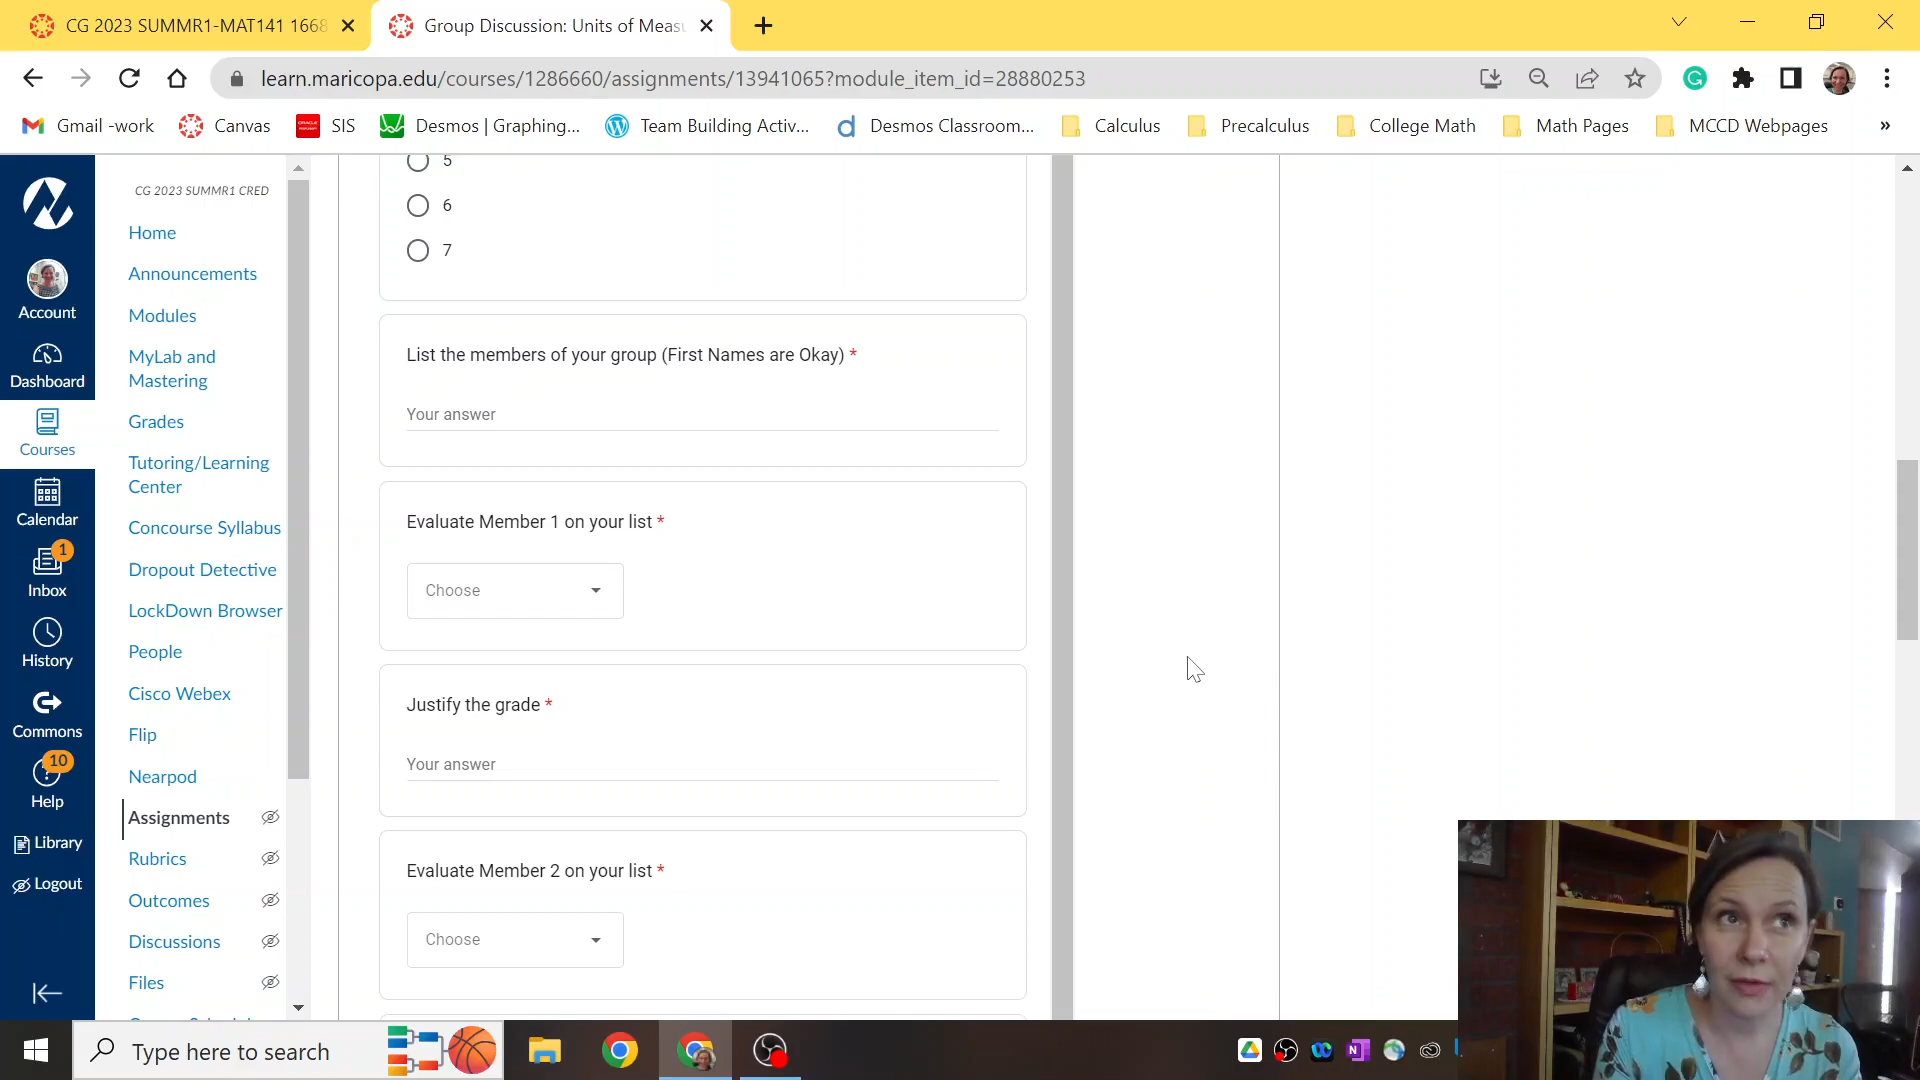 CG 2023 SUMMR1-MAT141 1668
Group Discussion: Units of Measu
learn.maricopa.edu/courses/1286660/assignments/13941065?module_item_id=28880253
Gmail -work
Canvas
SIS
Desmos | Graphing...
Team Building Activ...
Desmos Classroom...
Calculus
Precalculus
College Math
Math Pages
MCCD Webpages
»
Account
Dashboard
Courses
Calendar
1
Inbox
History
Commons
10
Help
Library
Logout
CG 2023 SUMMR1 CRED
Home
Announcements
Modules
MyLab and
Mastering
Grades
Tutoring/Learning
Center
Concourse Syllabus
Dropout Detective
LockDown Browser
People
Cisco Webex
Flip
Nearpod
Assignments
Rubrics
Outcomes
Discussions
Files
5
6
7
List the members of your group (First Names are Okay) *
Your answer
Evaluate Member 1 on your list *
Choose
Justify the grade *
Your answer
Evaluate Member 2 on your list *
Choose
Type here to search